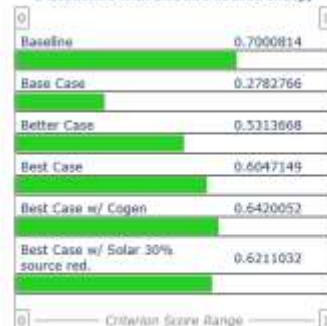 0
Baseline 0.7000814
Base Case 0.2782766
Better Case 0.5313668
Best Case 0.6047149
Best Case w/ Cogen 0.6420052
Best Case w/ Solar 30%
source red. 0.6211032
0 Criterion Score Range